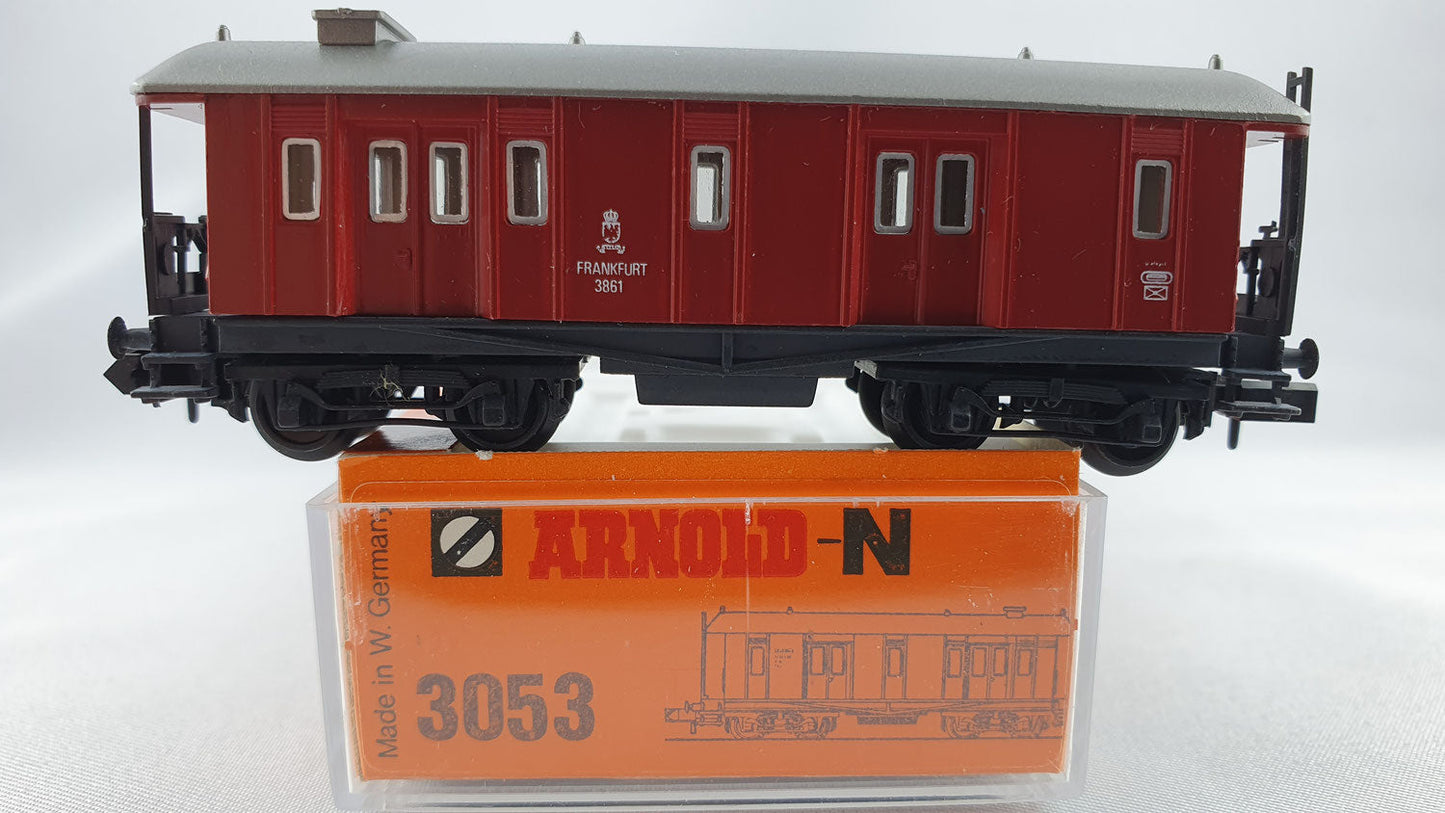 FRANKFURT
3861
ARNOLD-N
Made in W. Germany
3053